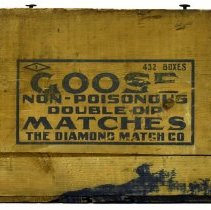 432 BOXES
GOOSE
NON-POISONOUS
DOUBLE DIP
MATCHES
THE DIAMOND MATCH CO